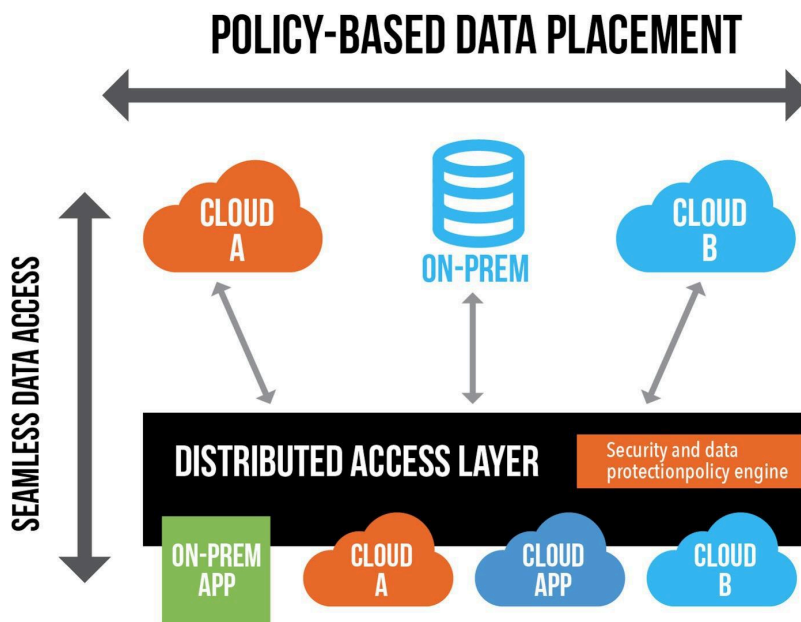 POLICY-BASED DATA PLACEMENT
SEAMLESS DATA ACCESS
CLOUD
A
ON-PREM
CLOUD
B
DISTRIBUTED ACCESS LAYER
Security and data
protectionpolicy engine
ON-PREM
APP
CLOUD
A
CLOUD
APP
CLOUD
B